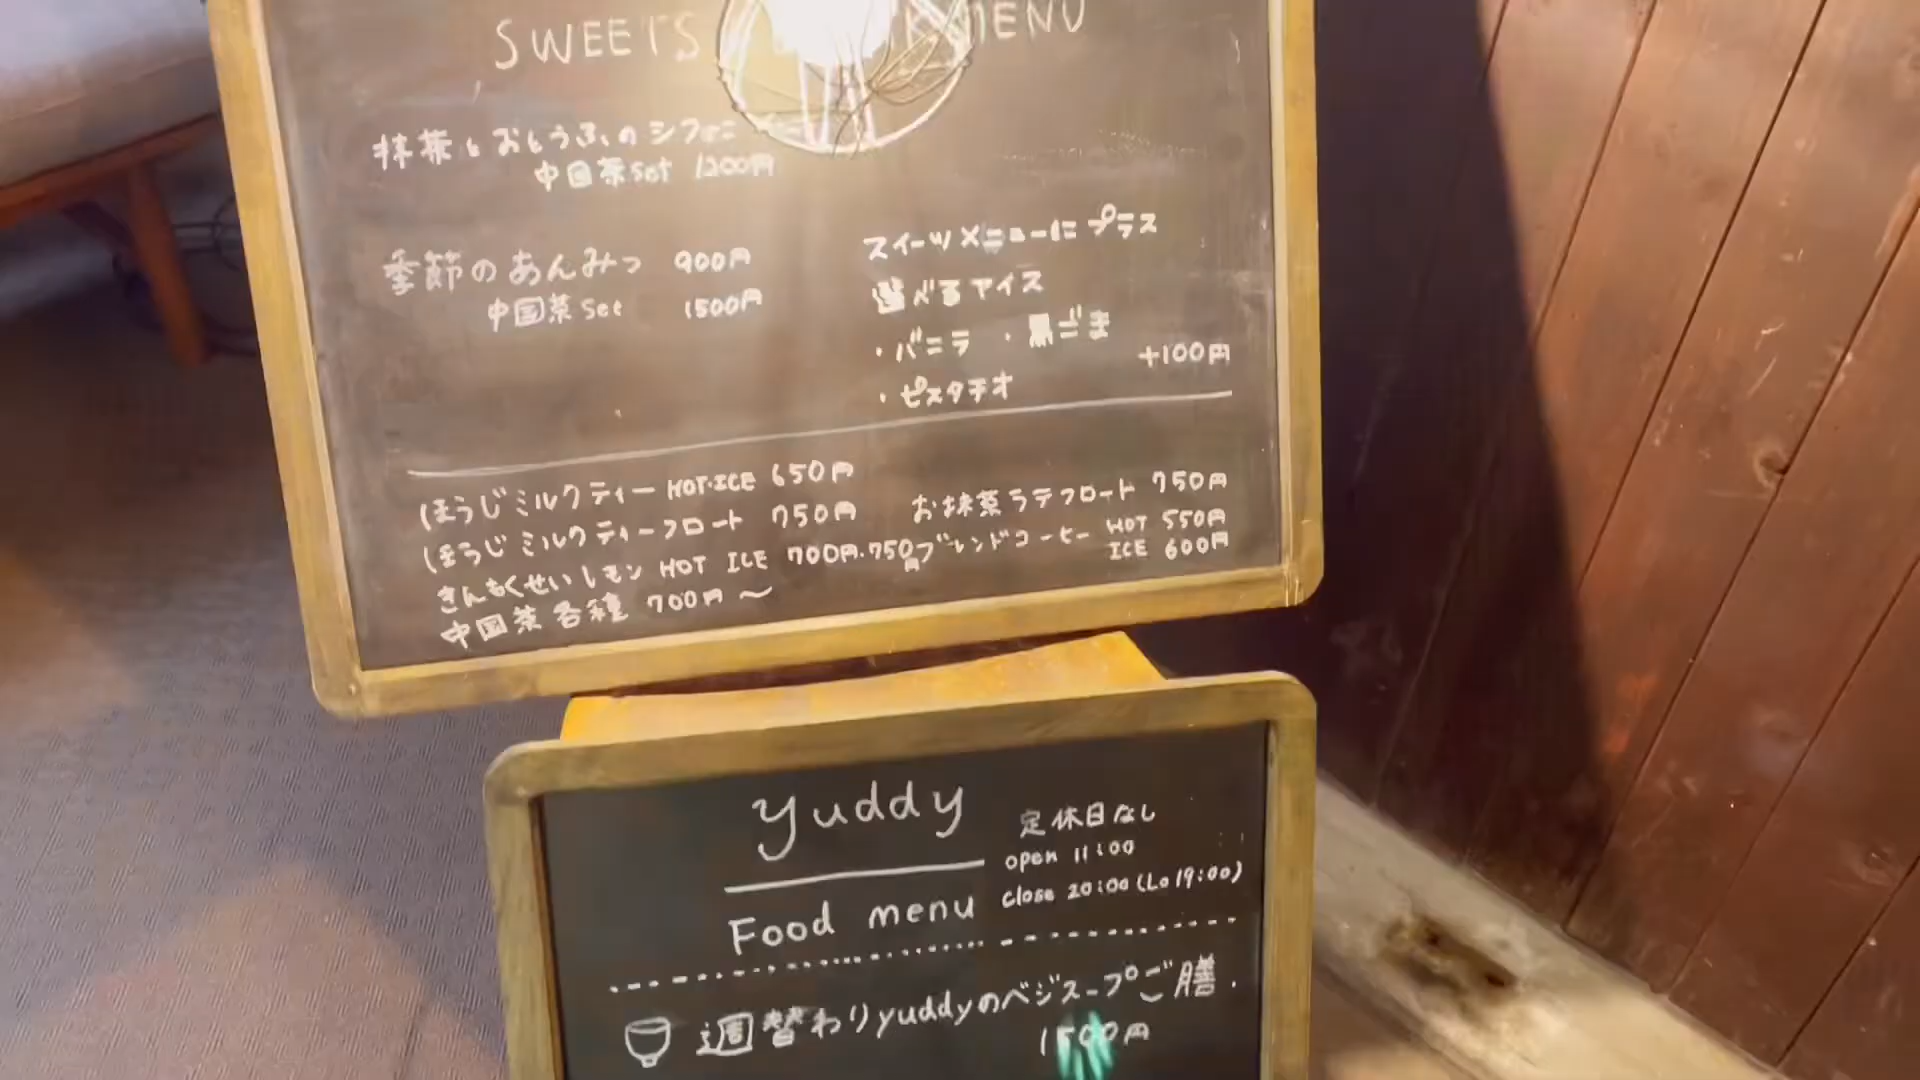 SWEETS MENU
抹茶とおとうふのシフォン
中国茶set 1200円
季節のあんみつ 900円
中国茶set 1500円
スイーツメニューにプラス
選べるアイス
・バニラ ・黒ごま
・ピスタチオ
+100円
ほうじミルクティー HOT・ICE 650円
ほうじミルクティーフロート 750円
きんもくせいレモン HOT ICE 700円・750円
中国茶各種 700円〜
お抹茶ラテフロート 750円
ブレンドコーヒー HOT 550円
ICE 600円
yuddy
Food menu
定休日なし
open 11:00
close 20:00 (Lo 19:00)
週替わりyuddyのベジスープご膳.
1500円